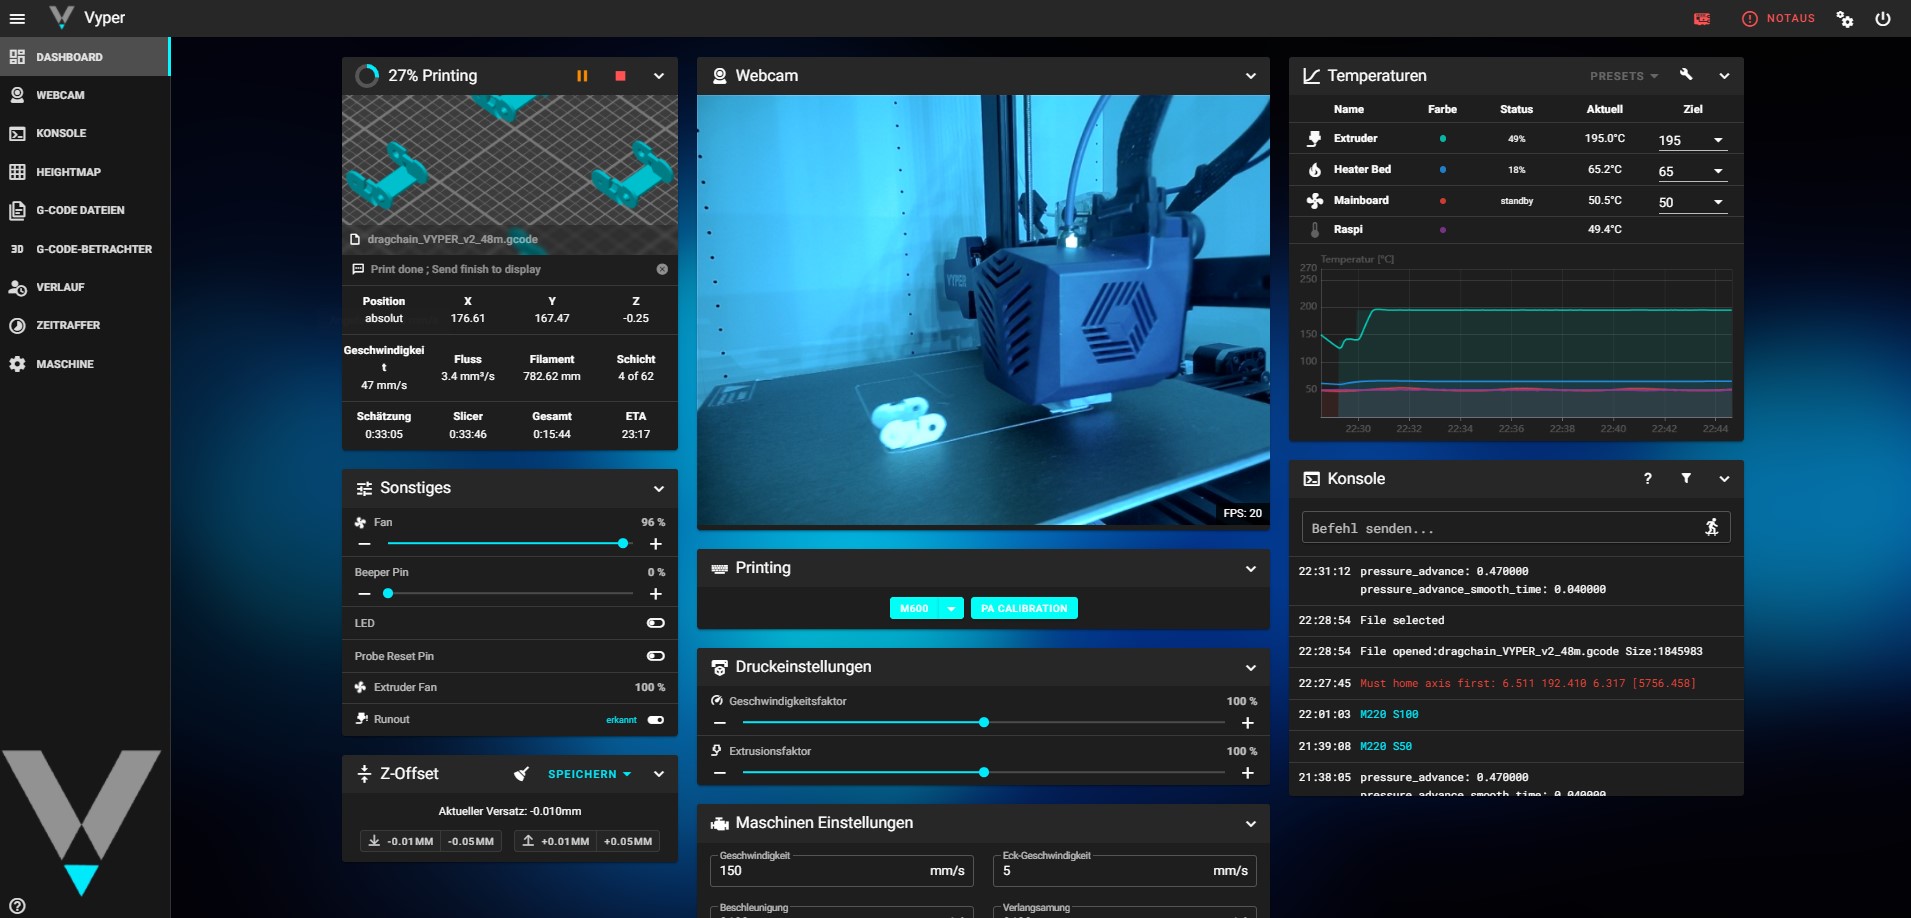 Vyper
NOTAUS
DASHBOARD
WEBCAM
KONSOLE
HEIGHTMAP
G-CODE DATEIEN
3D G-CODE-BETRACHTER
VERLAUF
ZEITRAFFER
MASCHINE
27% Printing
dragchain_VYPER_v2_48m.gcode
Print done ; Send finish to display
Position X Y Z
absolut 176.61 167.47 -0.25
Geschwindigkei
t Fluss Filament Schicht
47 mm/s 3.4 mm³/s 782.62 mm 4 of 62
Schätzung Slicer Gesamt ETA
0:33:05 0:33:46 0:15:44 23:17
Sonstiges
Fan 96 %
Beeper Pin 0 %
LED
Probe Reset Pin
Extruder Fan 100 %
Runout erkannt
Z-Offset SPEICHERN
Aktueller Versatz: -0.010mm
-0.01MM -0.05MM +0.01MM +0.05MM
Webcam
VYPER
FPS: 20
Printing
M600 PA CALIBRATION
Druckeinstellungen
Geschwindigkeitsfaktor 100 %
Extrusionsfaktor 100 %
Maschinen Einstellungen
Geschwindigkeit
150 mm/s
Eck-Geschwindigkeit
5 mm/s
Beschleunigung
Verlangsamung
Temperaturen PRESETS
Name Farbe Status Aktuell Ziel
Extruder 49% 195.0°C 195
Heater Bed 18% 65.2°C 65
Mainboard standby 50.5°C 50
Raspi 49.4°C
Temperatur [°C]
270
250
200
150
100
50
22:30 22:32 22:34 22:36 22:38 22:40 22:42 22:44
Konsole ?
Befehl senden...
22:31:12 pressure_advance: 0.470000
pressure_advance_smooth_time: 0.040000
22:28:54 File selected
22:28:54 File opened:dragchain_VYPER_v2_48m.gcode Size:1845983
22:27:45 Must home axis first: 6.511 192.410 6.317 [5756.458]
22:01:03 M220 S100
21:39:08 M220 S50
21:38:05 pressure_advance: 0.470000
pressure_advance_smooth_time: 0.040000